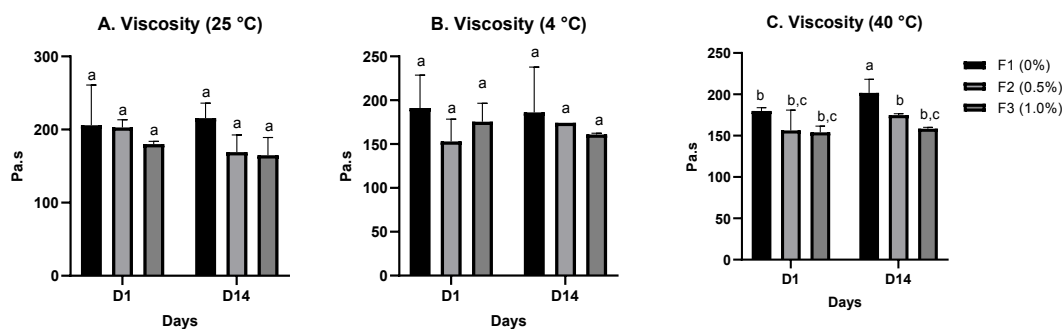 A. Viscosity (25 °C)
300
200
100
0
Pa.s
a
a
a
a
a
a
D1
D14
Days
B. Viscosity (4 °C)
250
200
150
100
50
0
Pa.s
a
a
a
a
a
a
D1
D14
Days
C. Viscosity (40 °C)
250
200
150
100
50
0
Pa.s
b
b,c
b,c
a
b
b,c
D1
D14
Days
F1 (0%)
F2 (0.5%)
F3 (1.0%)